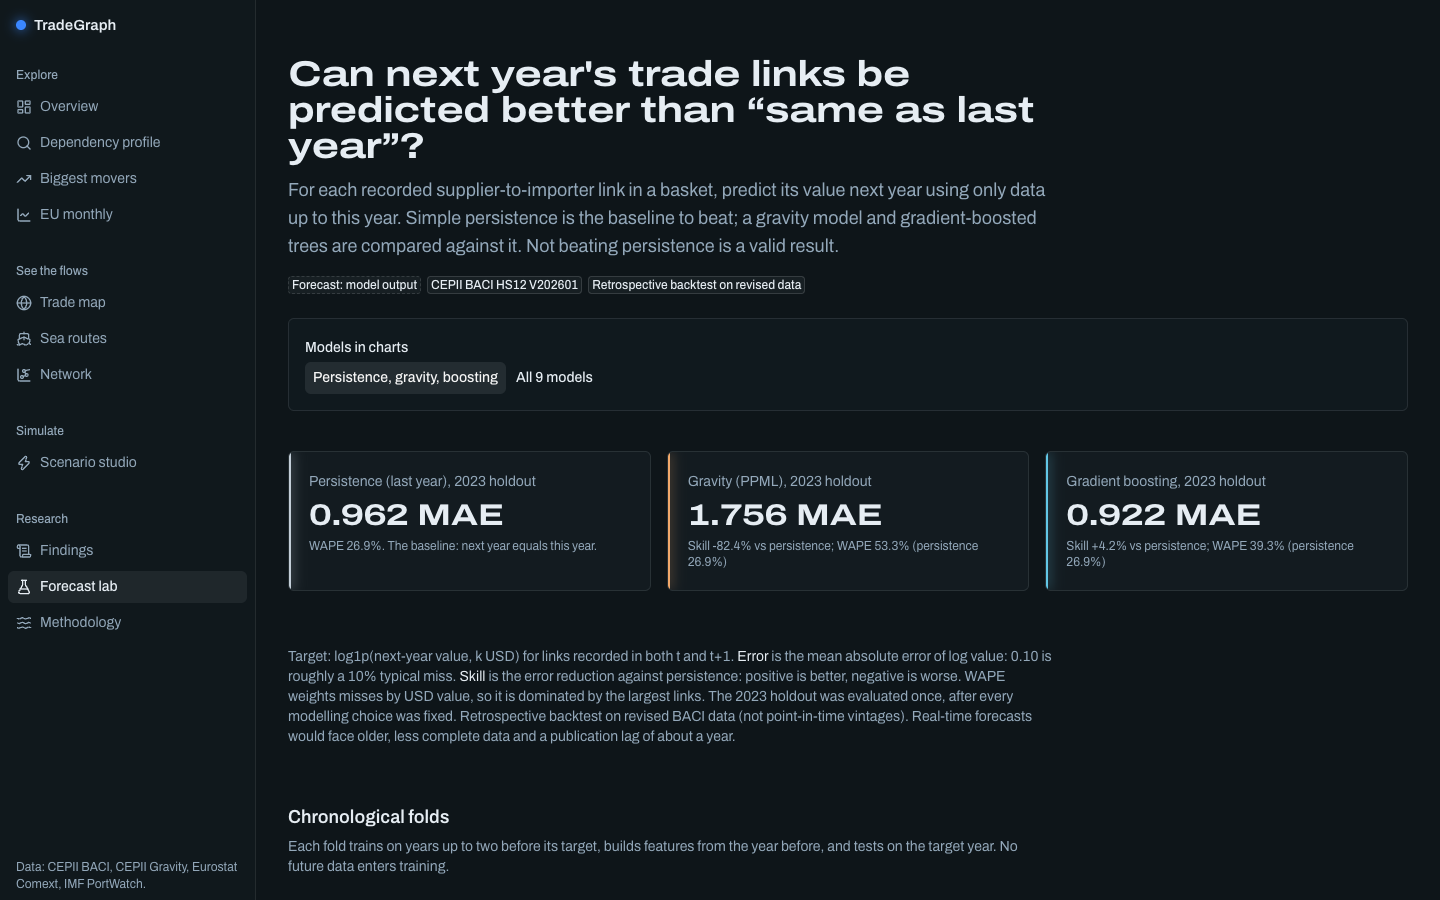 TradeGraph
Explore
Overview
Dependency profile
Biggest movers
EU monthly
See the flows
Trade map
Sea routes
Network
Simulate
Scenario studio
Research
Findings
Forecast lab
Methodology
Data: CEPII BACI, CEPII Gravity, Eurostat
Comext, IMF PortWatch.
Can next year's trade links be
predicted better than “same as last
year”?
For each recorded supplier-to-importer link in a basket, predict its value next year using only data
up to this year. Simple persistence is the baseline to beat; a gravity model and gradient-boosted
trees are compared against it. Not beating persistence is a valid result.
Forecast: model output
CEPII BACI HS12 V202601
Retrospective backtest on revised data
Models in charts
Persistence, gravity, boosting
All 9 models
Persistence (last year), 2023 holdout
0.962 MAE
WAPE 26.9%. The baseline: next year equals this year.
Gravity (PPML), 2023 holdout
1.756 MAE
Skill -82.4% vs persistence; WAPE 53.3% (persistence
26.9%)
Gradient boosting, 2023 holdout
0.922 MAE
Skill +4.2% vs persistence; WAPE 39.3% (persistence
26.9%)
Target: log1p(next-year value, k USD) for links recorded in both t and t+1. Error is the mean absolute error of log value: 0.10 is
roughly a 10% typical miss. Skill is the error reduction against persistence: positive is better, negative is worse. WAPE
weights misses by USD value, so it is dominated by the largest links. The 2023 holdout was evaluated once, after every
modelling choice was fixed. Retrospective backtest on revised BACI data (not point-in-time vintages). Real-time forecasts
would face older, less complete data and a publication lag of about a year.
Chronological folds
Each fold trains on years up to two before its target, builds features from the year before, and tests on the target year. No
future data enters training.